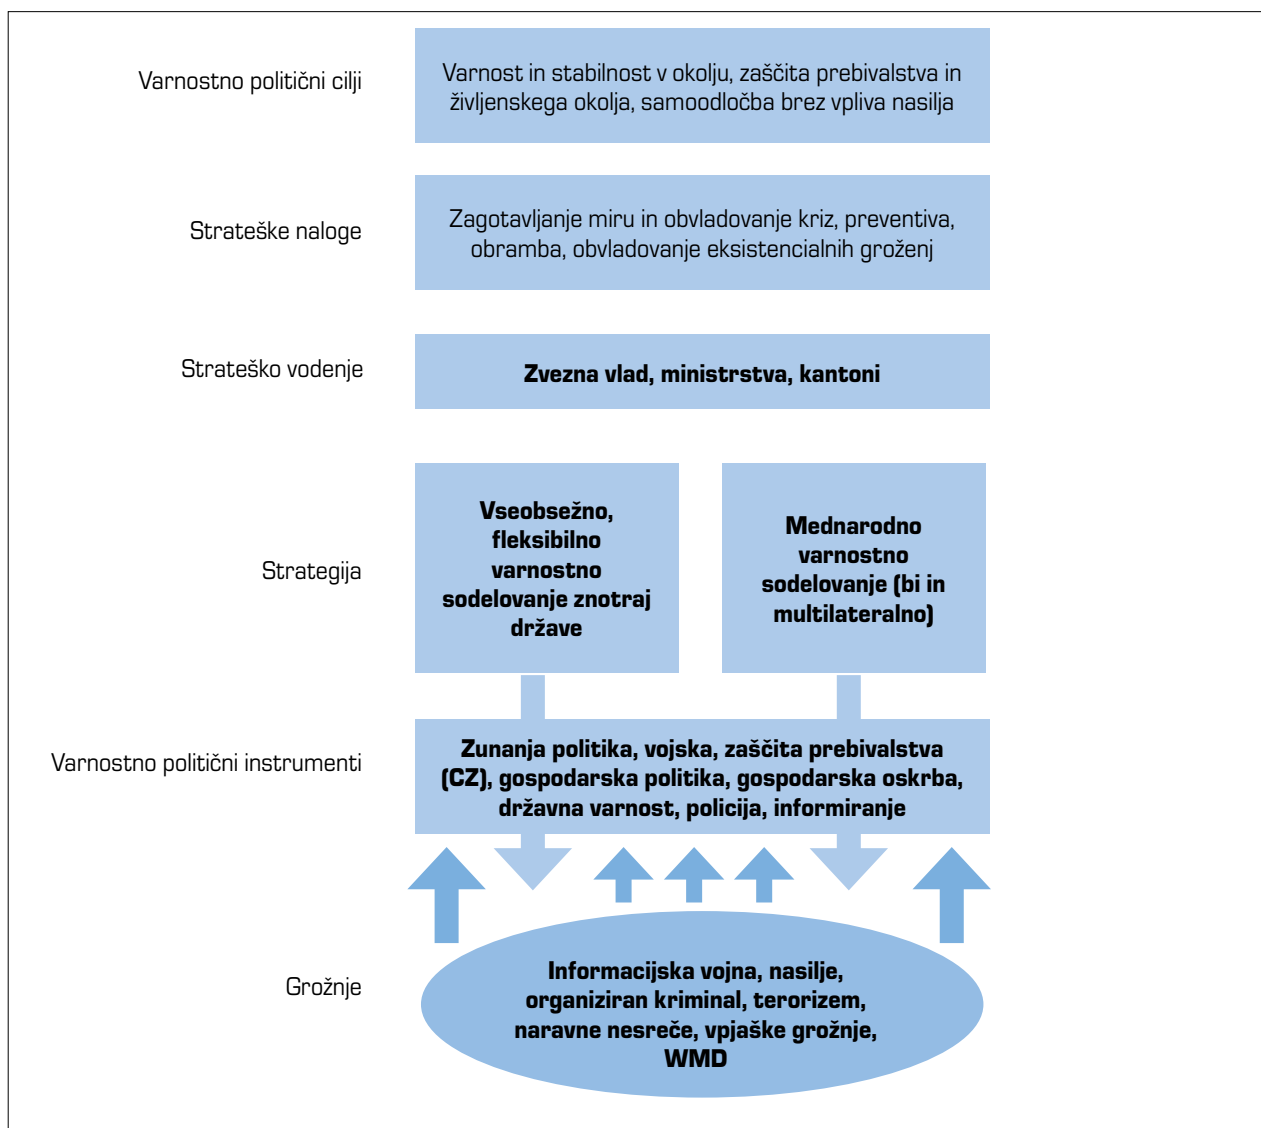 Varnostno politični cilji
Varnost in stabilnost v okolju, zaščita prebivalstva in
življenskega okolja, samoodločba brez vpliva nasilja
Strateške naloge
Zagotavljanje miru in obvladovanje kriz, preventiva,
obramba, obvladovanje eksistencialnih groženj
Strateško vodenje
Zvezna vlad, ministrstva, kantoni
Strategija
Vseobsežno,
fleksibilno
varnostno
sodelovanje znotraj
države
Mednarodno
varnostno
sodelovanje (bi in
multilateralno)
Varnostno politični instrumenti
Zunanja politika, vojska, zaščita prebivalstva
(CZ), gospodarska politika, gospodarska oskrba,
državna varnost, policija, informiranje
Grožnje
Informacijska vojna, nasilje,
organiziran kriminal, terorizem,
naravne nesreče, vpjaške grožnje,
WMD